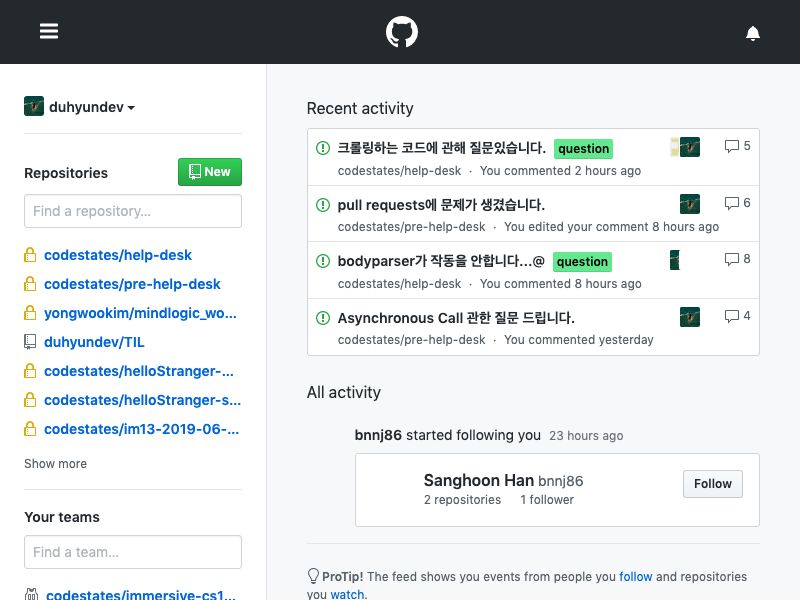 duhyundev
Repositories
New
Find a repository...
codestates/help-desk
codestates/pre-help-desk
yongwookim/mindlogic_wo...
duhyundev/TIL
codestates/helloStranger-...
codestates/helloStranger-s...
codestates/im13-2019-06-...
Show more
Your teams
Find a team...
codestates/immersive-cs1...
Recent activity
크롤링하는 코드에 관해 질문있습니다. question 5
codestates/help-desk · You commented 2 hours ago
pull requests에 문제가 생겼습니다. 6
codestates/pre-help-desk · You edited your comment 8 hours ago
bodyparser가 작동을 안합니다...@ question 8
codestates/help-desk · You commented 8 hours ago
Asynchronous Call 관한 질문 드립니다. 4
codestates/pre-help-desk · You commented yesterday
All activity
bnnj86 started following you 23 hours ago
Sanghoon Han bnnj86
Follow
2 repositories 1 follower
ProTip! The feed shows you events from people you follow and repositories
you watch.